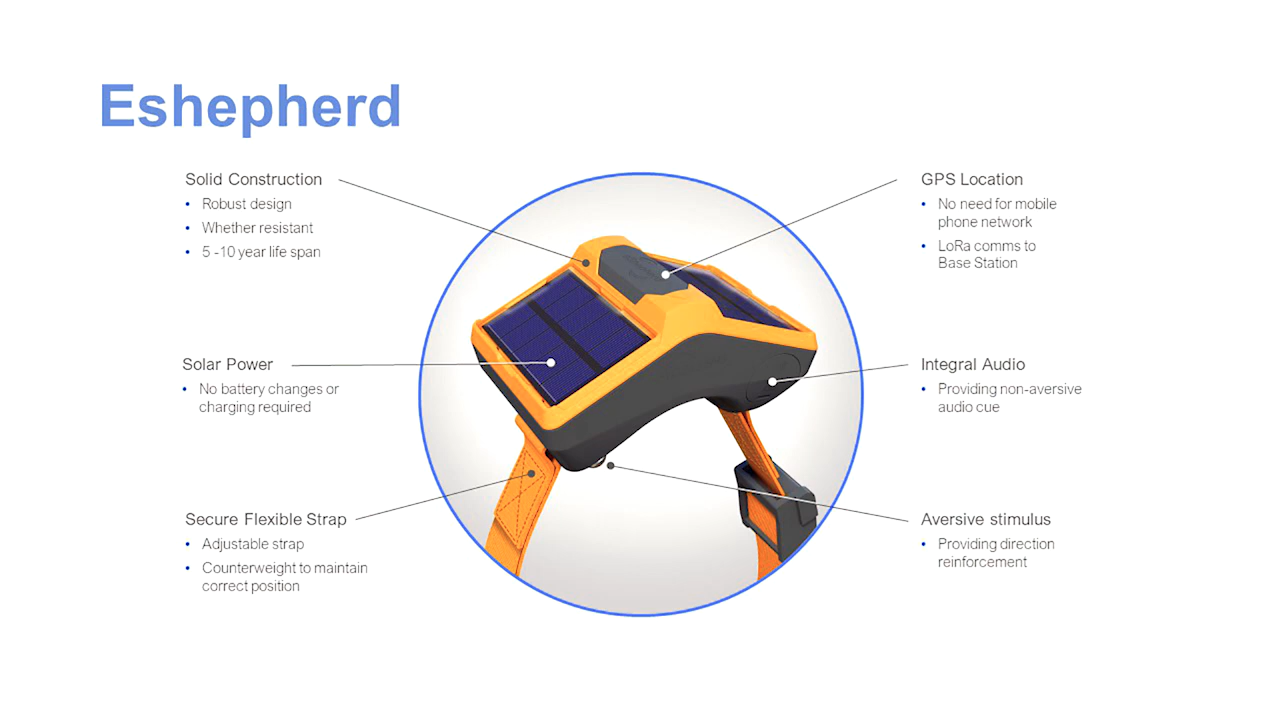 Eshepherd
Solid Construction
• Robust design
• Whether resistant
• 5 -10 year life span
Solar Power
• No battery changes or
charging required
Secure Flexible Strap
• Adjustable strap
• Counterweight to maintain
correct position
GPS Location
• No need for mobile
phone network
• LoRa comms to
Base Station
Integral Audio
• Providing non-aversive
audio cue
Aversive stimulus
• Providing direction
reinforcement